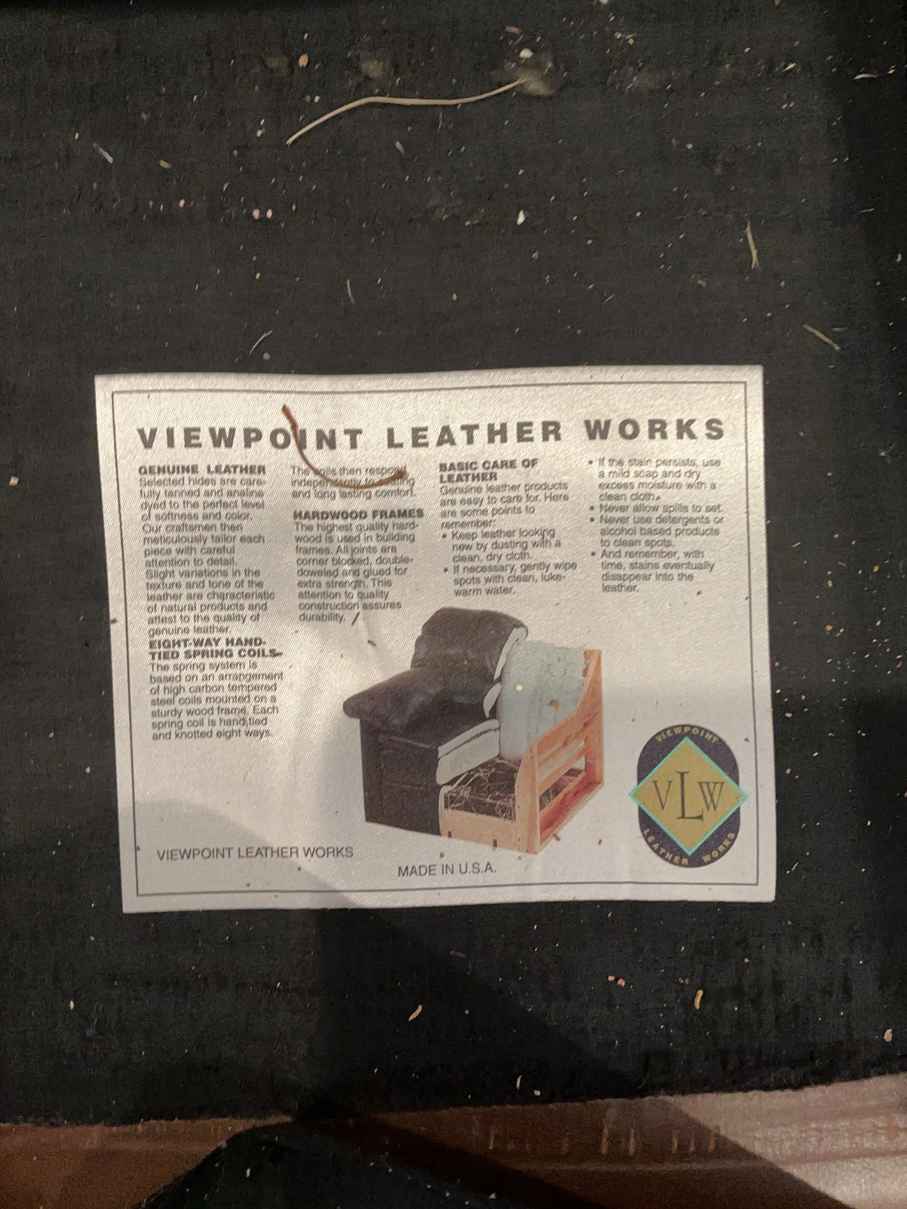 VIEWPOINT LEATHER WORKS
GENUINE LEATHER
Selected hides are care-
fully tanned and analine
dyed to the perfect level
of softness and color.
Our craftsmen then
meticulously tailor each
piece with careful
attention to detail.
Slight variations in the
texture and tone of the
leather are characteristic
of natural products and
attest to the quality of
genuine leather.
EIGHT-WAY HAND-
TIED SPRING COILS-
The spring system is
based on an arrangement
of high carbon tempered
steel coils mounted on a
sturdy wood frame. Each
spring coil is hand tied
and knotted eight ways.
The coils then respond
independently to sitting
and long lasting comfort.
HARDWOOD FRAMES
The highest quality hard-
wood is used in building
frames. All joints are
corner blocked, double-
doweled and glued for
extra strength. This
attention to quality
construction assures
durability.
BASIC CARE OF
LEATHER
Genuine leather products
are easy to care for. Here
are some points to
remember:
• Keep leather looking
new by dusting with a
clean, dry cloth.
• If necessary, gently wipe
spots with clean, luke-
warm water.
• If the stain persists, use
a mild soap and dry
excess moisture with a
clean cloth.
• Never allow spills to set.
• Never use detergents or
alcohol based products
to clean spots.
• And remember, with
time, stains eventually
disappear into the
leather.
VIEWPOINT
VLW
LEATHER WORKS
VIEWPOINT LEATHER WORKS
MADE IN U.S.A.